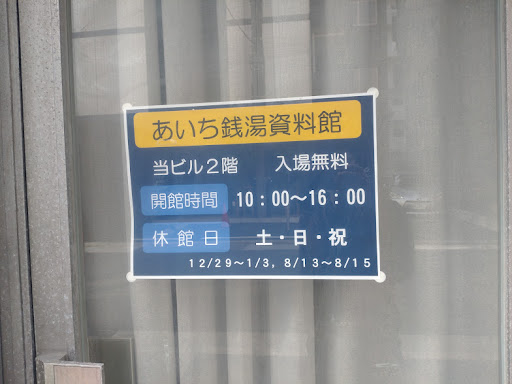 あいち銭湯資料館
当ビル2階 入場無料
開館時間 10:00～16:00
休館日 土・日・祝
12/29～1/3, 8/13～8/15